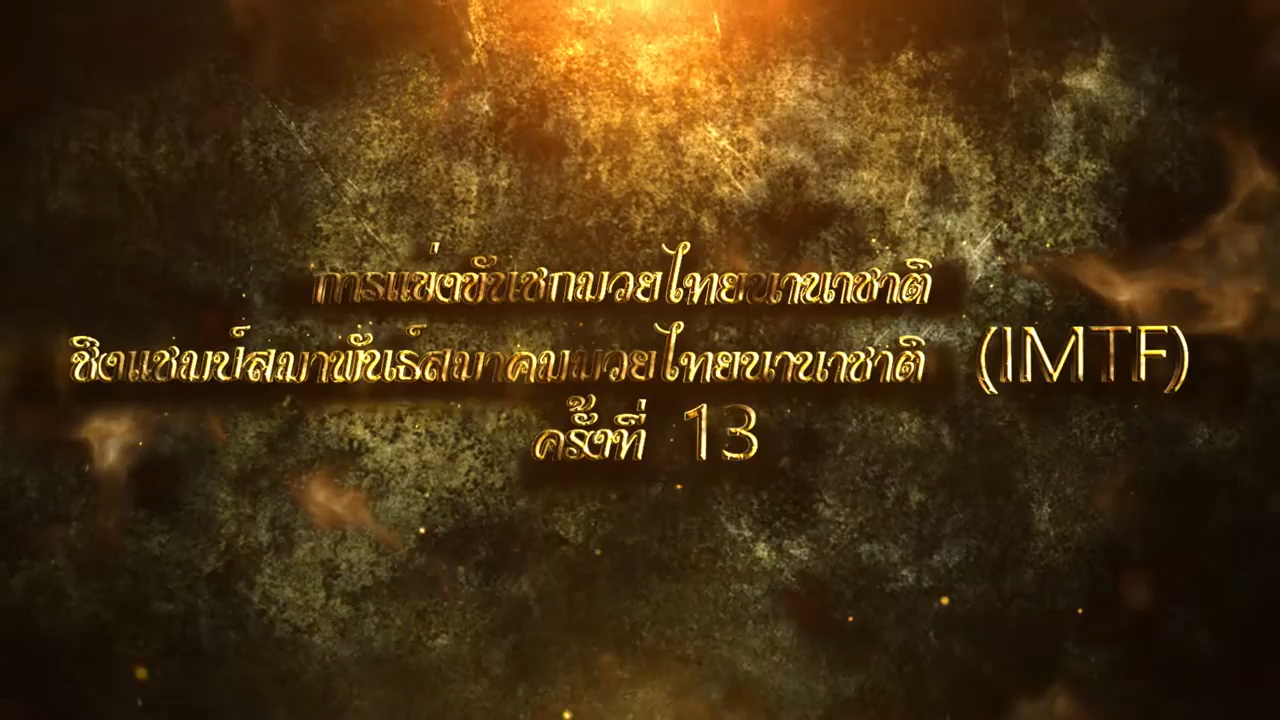 การแข่งขันชกมวยไทยนานาชาติ
ชิงแชมป์สมาพันธ์สมาคมมวยไทยนานาชาติ (IMTF)
ครั้งที่ 13